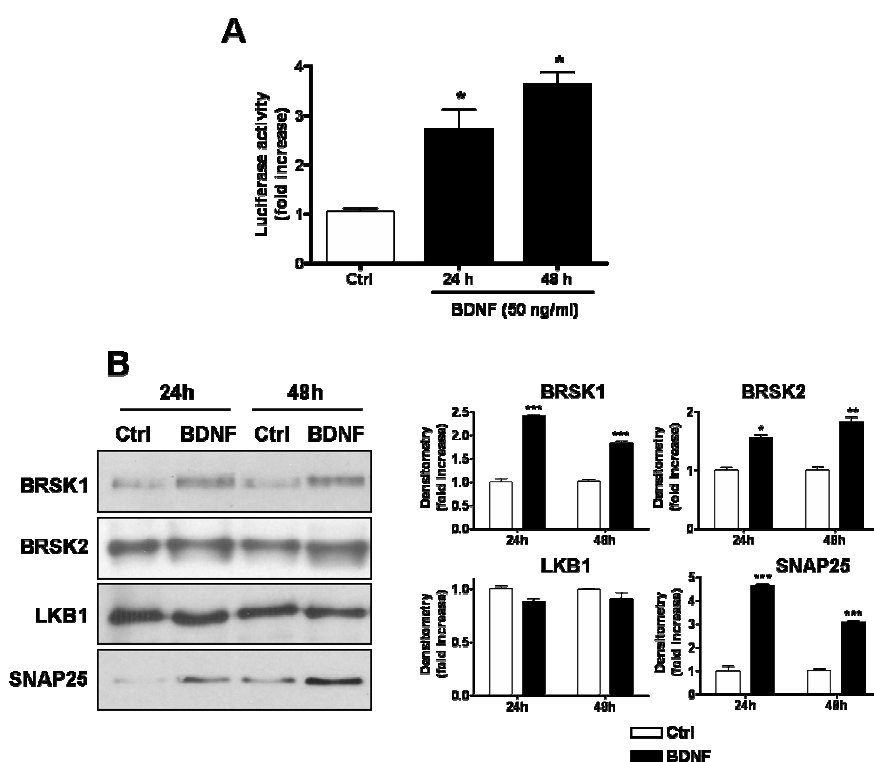 A
Luciferase activity
(fold increase)
4
3
2
1
0
*
*
Ctrl
24 h
48 h
BDNF (50 ng/ml)
B
24h
48h
Ctrl
BDNF
Ctrl
BDNF
BRSK1
BRSK2
LKB1
SNAP25
BRSK1
Densitometry
(fold increase)
2.5
2.0
1.5
1.0
0.5
0.0
***
***
24h
48h
BRSK2
Densitometry
(fold increase)
2
1
0
*
**
24h
48h
LKB1
Densitometry
(fold increase)
1.0
0.5
0.0
24h
48h
SNAP25
Densitometry
(fold increase)
5
4
3
2
1
0
***
***
24h
48h
Ctrl
BDNF